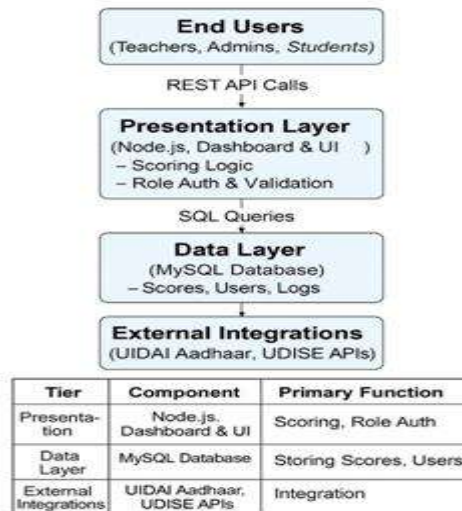 End Users
(Teachers, Admins, Students)
REST API Calls
Presentation Layer
(Node.js, Dashboard & UI )
– Scoring Logic
– Role Auth & Validation
SQL Queries
Data Layer
(MySQL Database)
– Scores, Users, Logs
External Integrations
(UIDAI Aadhaar, UDISE APIs)
Tier Component Primary Function
Presenta-
tion
Node.js.
Dashboard & UI
Scoring, Role Auth
Data
Layer
MySQL Database
Storing Scores, Users
External
Integrations
UIDAI Aadhaar,
UDISE APIs
Integration